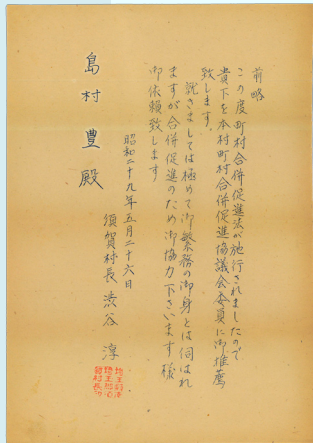 前略
この度町村合併促進法が施行されましたので
貴下を本村町村合併促進協議会委員に御推薦
致します。
就きましては極めて御繁務の御身とは伺はれ
ますが合併促進のため御協力下さいます様
御依頼致します
昭和二十九年五月二十六日
須賀村長 渋谷 淳
島村 豊 殿